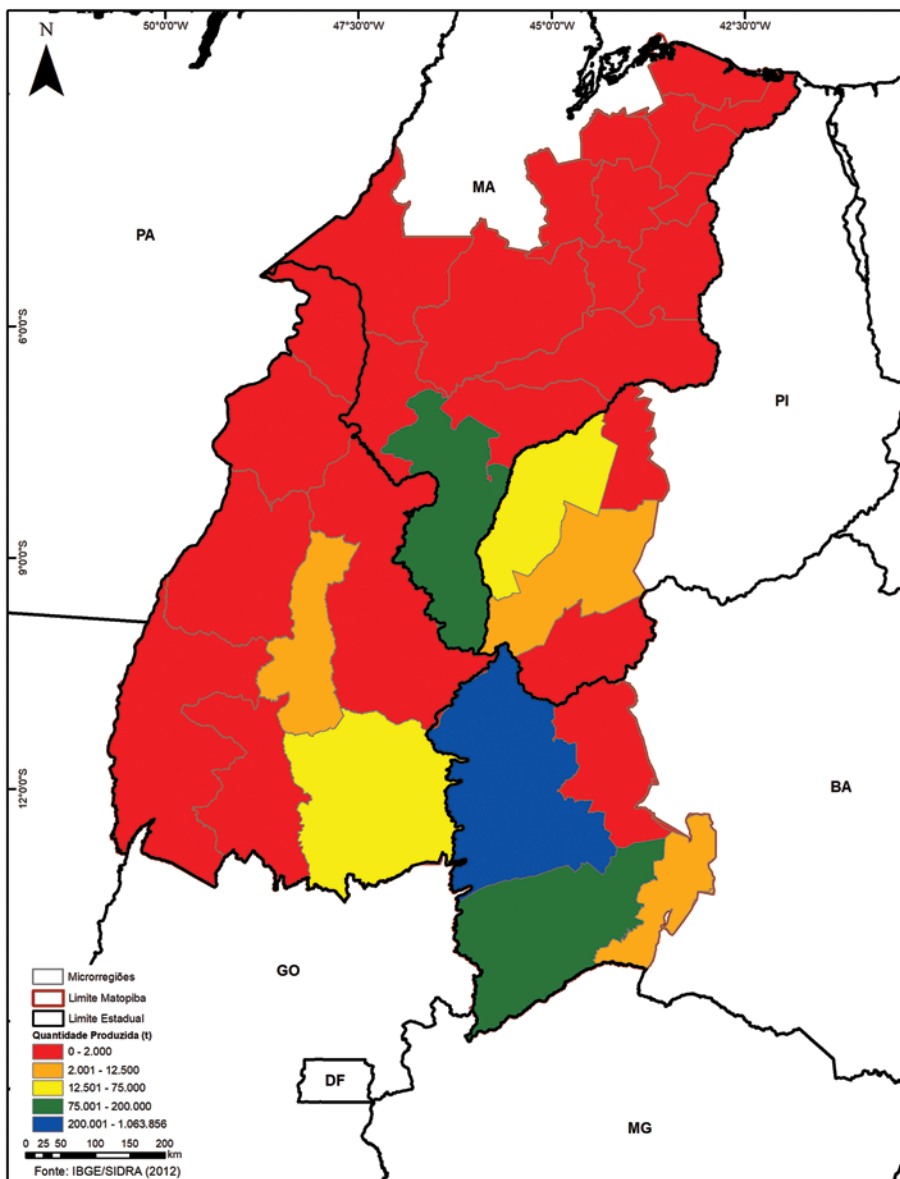 N
50°0'0"W
47°30'0"W
45°0'0"W
42°30'0"W
MA
PA
6°0'0"S
PI
9°0'0"S
12°0'0"S
BA
GO
Microrregiões
Limite Matopiba
Limite Estadual
Quantidade Produzida (t)
0 - 2.000
2.001 - 12.500
12.501 - 75.000
75.001 - 200.000
200.001 - 1.063.856
DF
MG
0 25 50 100 150 200
km
Fonte: IBGE/SIDRA (2012)